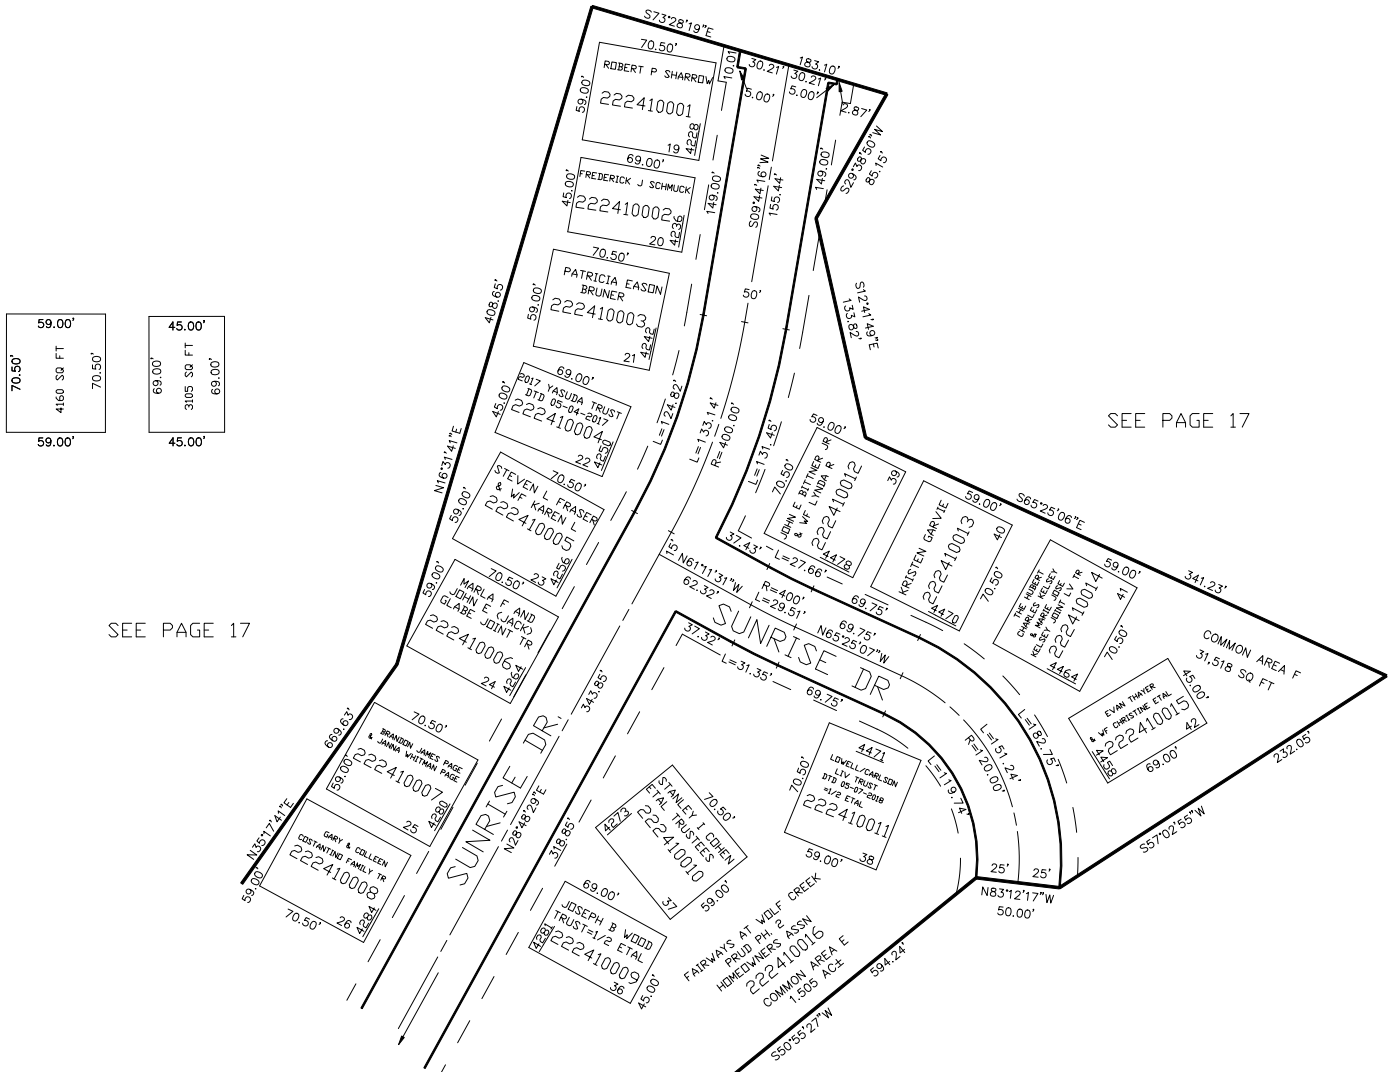 S73°28'19"E
183.10'
70.50'
ROBERT P SHARROW
222410001
59.00'
19
4228
10.01'
30.21'
30.21'
5.00'
5.00'
2.87'
S29°38'50"W
85.15'
69.00'
FREDERICK J SCHMUCK
222410002
45.00'
20
4236
149.00'
S09°44'16"W
155.44'
149.00'
70.50'
PATRICIA EASON
BRUNER
222410003
59.00'
21
4242
50'
S12°41'49"E
133.82'
408.65'
N16°31'41"E
59.00'
70.50'
4160 SQ FT
70.50'
59.00'
45.00'
69.00'
3105 SQ FT
69.00'
45.00'
69.00'
2017 YASUDA TRUST
DTD 05-04-2017
222410004
45.00'
22
4250
L=124.82'
L=133.14'
R=400.00'
L=131.45'
SEE PAGE 17
70.50'
STEVEN L FRASER
& WF KAREN L
222410005
59.00'
23
4256
59.00'
70.50'
JOHN E BITTNER JR
& WF LYNDA R
222410012
39
4478
59.00'
KRISTEN GARVIE
222410013
40
4470
70.50'
S65°25'06"E
341.23'
59.00'
THE HUBERT
CHARLES KELSEY
& MARIE JOSE
KELSEY JOINT LV TR
222410014
41
4464
70.50'
37.43'
L=27.66'
69.75'
15'
N61°11'31"W
62.32'
R=400'
L=29.51'
69.75'
N65°25'07"W
SUNRISE DR
37.32'
L=31.35'
69.75'
70.50'
MARLA F AND
JOHN E (JACK)
GLABE JOINT TR
222410006
59.00'
24
4264
SEE PAGE 17
COMMON AREA F
31,518 SQ FT
EVAN THAYER
& WF CHRISTINE ETAL
222410015
45.00'
42
4458
69.00'
232.05'
S57°02'55"W
L=182.75'
L=151.24'
R=120.00'
L=119.74'
343.85'
669.63'
N35°17'41"E
70.50'
BRANDON JAMES PAGE
& JANNA WHITMAN PAGE
222410007
59.00'
25
4280
SUNRISE DR.
N28°48'29"E
318.85'
4471
LOWELL/CARLSON
LIV TRUST
DTD 05-07-2018
=1/2 ETAL
222410011
70.50'
59.00'
38
4273
STANLEY I COHEN
ETAL TRUSTEES
222410010
70.50'
59.00'
37
GARY & COLLEEN
COSTANTINO FAMILY TR
222410008
59.00'
70.50'
26
4284
69.00'
JOSEPH B WOOD
TRUST=1/2 ETAL
222410009
4281
36
45.00'
25'
25'
N83°12'17"W
50.00'
FAIRWAYS AT WOLF CREEK
PRUD PH. 2
HOMEOWNERS ASSN
222410016
COMMON AREA E
1.505 AC±
594.24'
S50°55'27"W